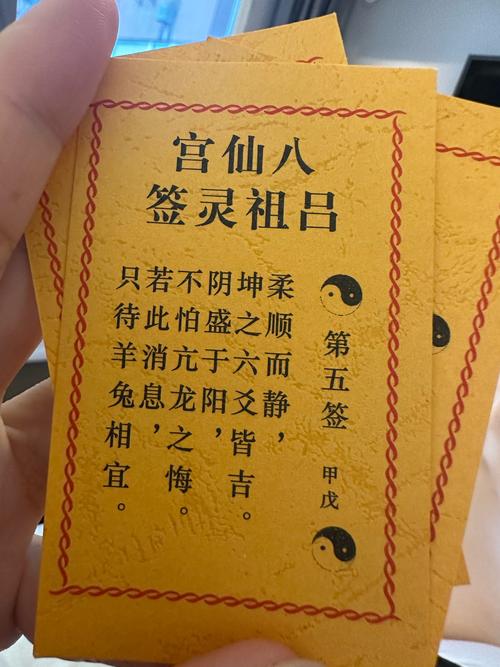 八仙宫
吕祖灵签
第五签 甲戊
柔顺而静，
坤之六爻皆吉。
阴盛于阳，
不怕亢龙之悔。
若此消息，
只待羊兔相宜。